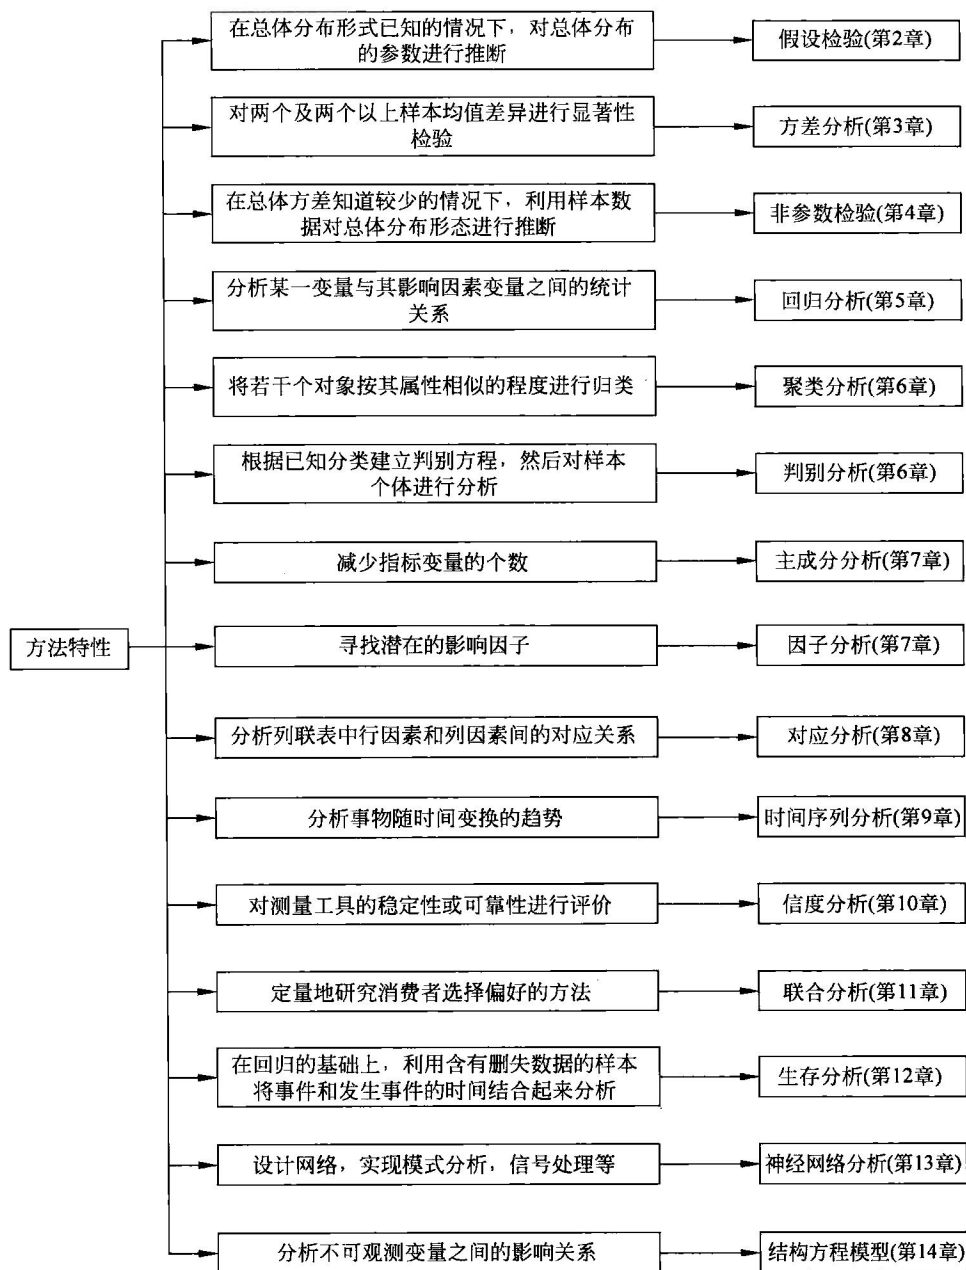 在总体分布形式已知的情况下，对总体分布
的参数进行推断
假设检验(第2章)
对两个及两个以上样本均值差异进行显著性
检验
方差分析(第3章)
在总体方差知道较少的情况下，利用样本数
据对总体分布形态进行推断
非参数检验(第4章)
分析某一变量与其影响因素变量之间的统计
关系
回归分析(第5章)
将若干个对象按其属性相似的程度进行归类
聚类分析(第6章)
根据已知分类建立判别方程，然后对样本
个体进行分析
判别分析(第6章)
减少指标变量的个数
主成分分析(第7章)
方法特性
寻找潜在的影响因子
因子分析(第7章)
分析列联表中行因素和列因素间的对应关系
对应分析(第8章)
分析事物随时间变换的趋势
时间序列分析(第9章)
对测量工具的稳定性或可靠性进行评价
信度分析(第10章)
定量地研究消费者选择偏好的方法
联合分析(第11章)
在回归的基础上，利用含有删失数据的样本
将事件和发生事件的时间结合起来分析
生存分析(第12章)
设计网络，实现模式分析，信号处理等
神经网络分析(第13章)
分析不可观测变量之间的影响关系
结构方程模型(第14章)